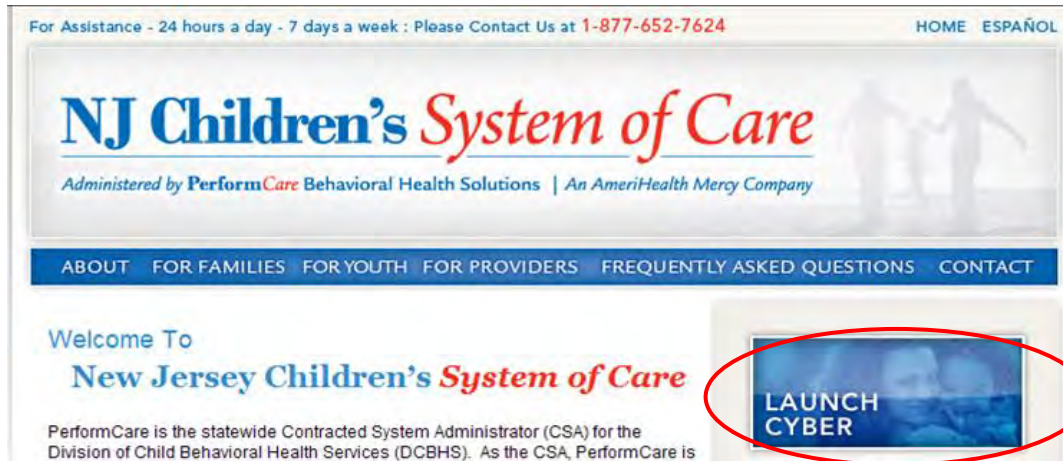 For Assistance - 24 hours a day - 7 days a week : Please Contact Us at 1-877-652-7624
HOME ESPAÑOL
NJ Children's System of Care
Administered by PerformCare Behavioral Health Solutions | An AmeriHealth Mercy Company
ABOUT FOR FAMILIES FOR YOUTH FOR PROVIDERS FREQUENTLY ASKED QUESTIONS CONTACT
Welcome To
New Jersey Children's System of Care
PerformCare is the statewide Contracted System Administrator (CSA) for the
Division of Child Behavioral Health Services (DCBHS). As the CSA, PerformCare is
LAUNCH
CYBER